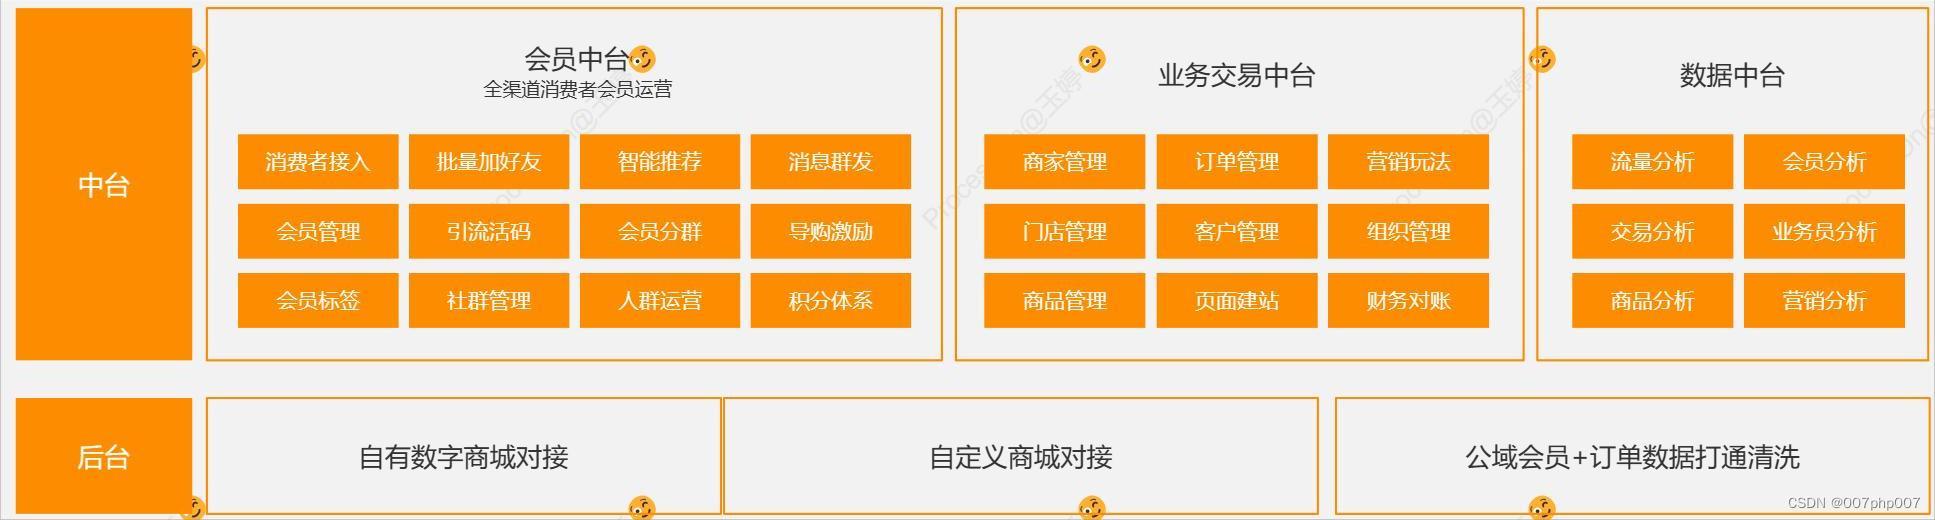 中台
会员中台
全渠道消费者会员运营
消费者接入 批量加好友 智能推荐 消息群发
会员管理 引流活码 会员分群 导购激励
会员标签 社群管理 人群运营 积分体系
业务交易中台
商家管理 订单管理 营销玩法
门店管理 客户管理 组织管理
商品管理 页面建站 财务对账
数据中台
流量分析 会员分析
交易分析 业务员分析
商品分析 营销分析
后台
自有数字商城对接
自定义商城对接
公域会员+订单数据打通清洗
CSDN @007php007